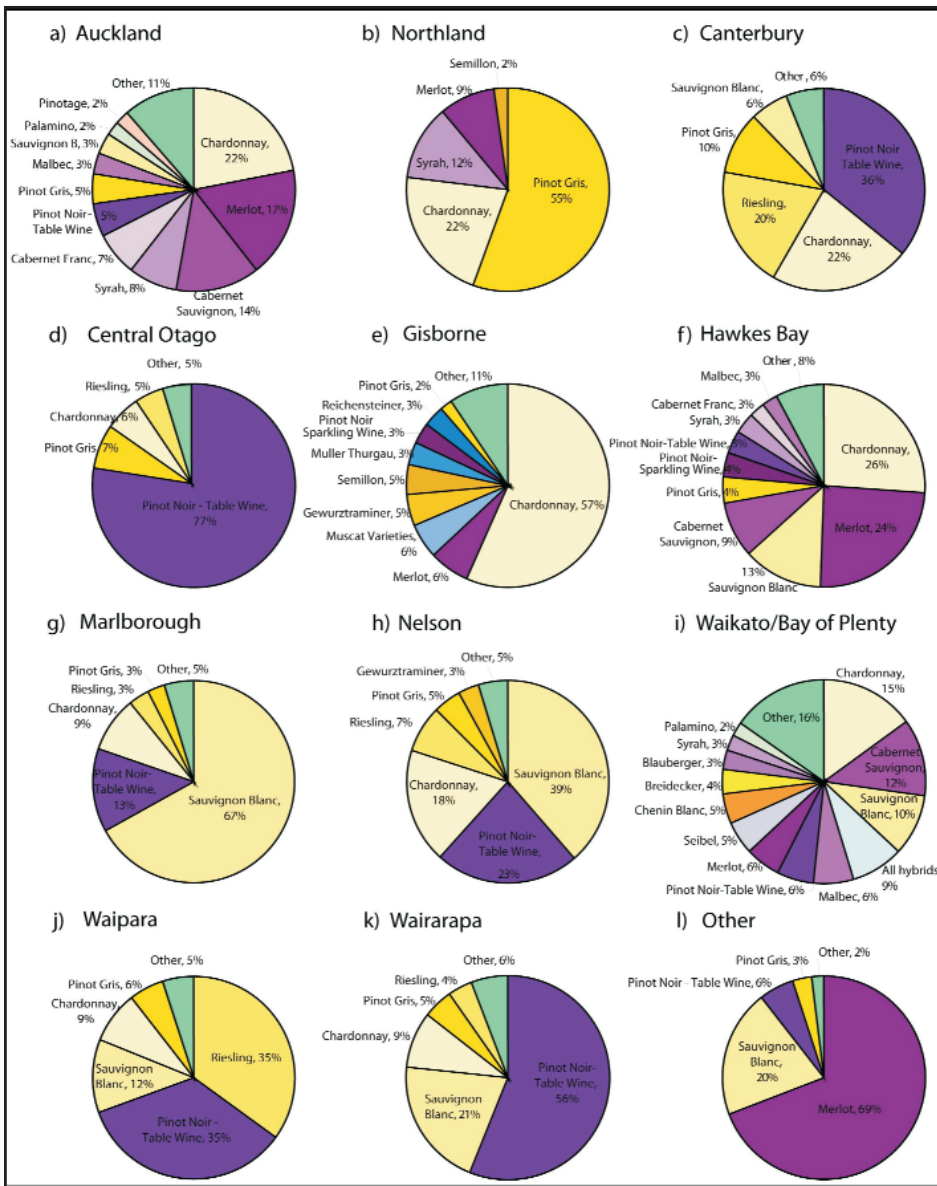 a) Auckland
Other, 11%
Pinotage, 2%
Palamino, 2%
Sauvignon B, 3%
Malbec, 3%
Pinot Gris, 5%
Pinot Noir-
Table Wine
5%
Cabernet Franc, 7%
Syrah, 8%
Cabernet
Sauvignon, 14%
Merlot, 17%
Chardonnay,
22%
b) Northland
Semillon, 2%
Merlot, 9%
Syrah, 12%
Chardonnay,
22%
Pinot Gris,
55%
c) Canterbury
Other, 6%
Sauvignon Blanc,
6%
Pinot Gris,
10%
Riesling,
20%
Chardonnay,
22%
Pinot Noir
Table Wine,
36%
d) Central Otago
Other, 5%
Riesling, 5%
Chardonnay, 6%
Pinot Gris, 7%
Pinot Noir - Table Wine,
77%
e) Gisborne
Other, 11%
Pinot Gris, 2%
Reichensteiner, 3%
Pinot Noir
Sparkling Wine, 3%
Muller Thurgau, 3%
Semillon, 5%
Gewurztraminer, 5%
Muscat Varieties,
6%
Merlot, 6%
Chardonnay, 57%
f) Hawkes Bay
Other, 8%
Malbec, 3%
Cabernet Franc, 3%
Syrah, 3%
Pinot Noir-Table Wine, 3%
Pinot Noir-
Sparkling Wine, 4%
Pinot Gris, 4%
Cabernet
Sauvignon, 9%
13%
Sauvignon Blanc
Merlot, 24%
Chardonnay,
26%
g) Marlborough
Other, 5%
Pinot Gris, 3%
Riesling, 3%
Chardonnay,
9%
Pinot Noir-
Table Wine,
13%
Sauvignon Blanc,
67%
h) Nelson
Other, 5%
Gewurztraminer, 3%
Pinot Gris, 5%
Riesling, 7%
Chardonnay,
18%
Pinot Noir-
Table Wine,
23%
Sauvignon Blanc,
39%
i) Waikato/Bay of Plenty
Chardonnay,
15%
Other, 16%
Palamino, 2%
Syrah, 3%
Blauberger, 3%
Breidecker, 4%
Chenin Blanc, 5%
Seibel, 5%
Merlot, 6%
Pinot Noir-Table Wine, 6%
Malbec, 6%
All hybrids
9%
Sauvignon
Blanc, 10%
Cabernet
Sauvignon,
12%
j) Waipara
Other, 5%
Pinot Gris, 6%
Chardonnay,
9%
Sauvignon
Blanc, 12%
Pinot Noir -
Table Wine, 35%
Riesling, 35%
k) Wairarapa
Other, 6%
Riesling, 4%
Pinot Gris, 5%
Chardonnay, 9%
Sauvignon
Blanc, 21%
Pinot Noir-
Table Wine,
56%
l) Other
Other, 2%
Pinot Gris, 3%
Pinot Noir - Table Wine, 6%
Sauvignon
Blanc,
20%
Merlot, 69%